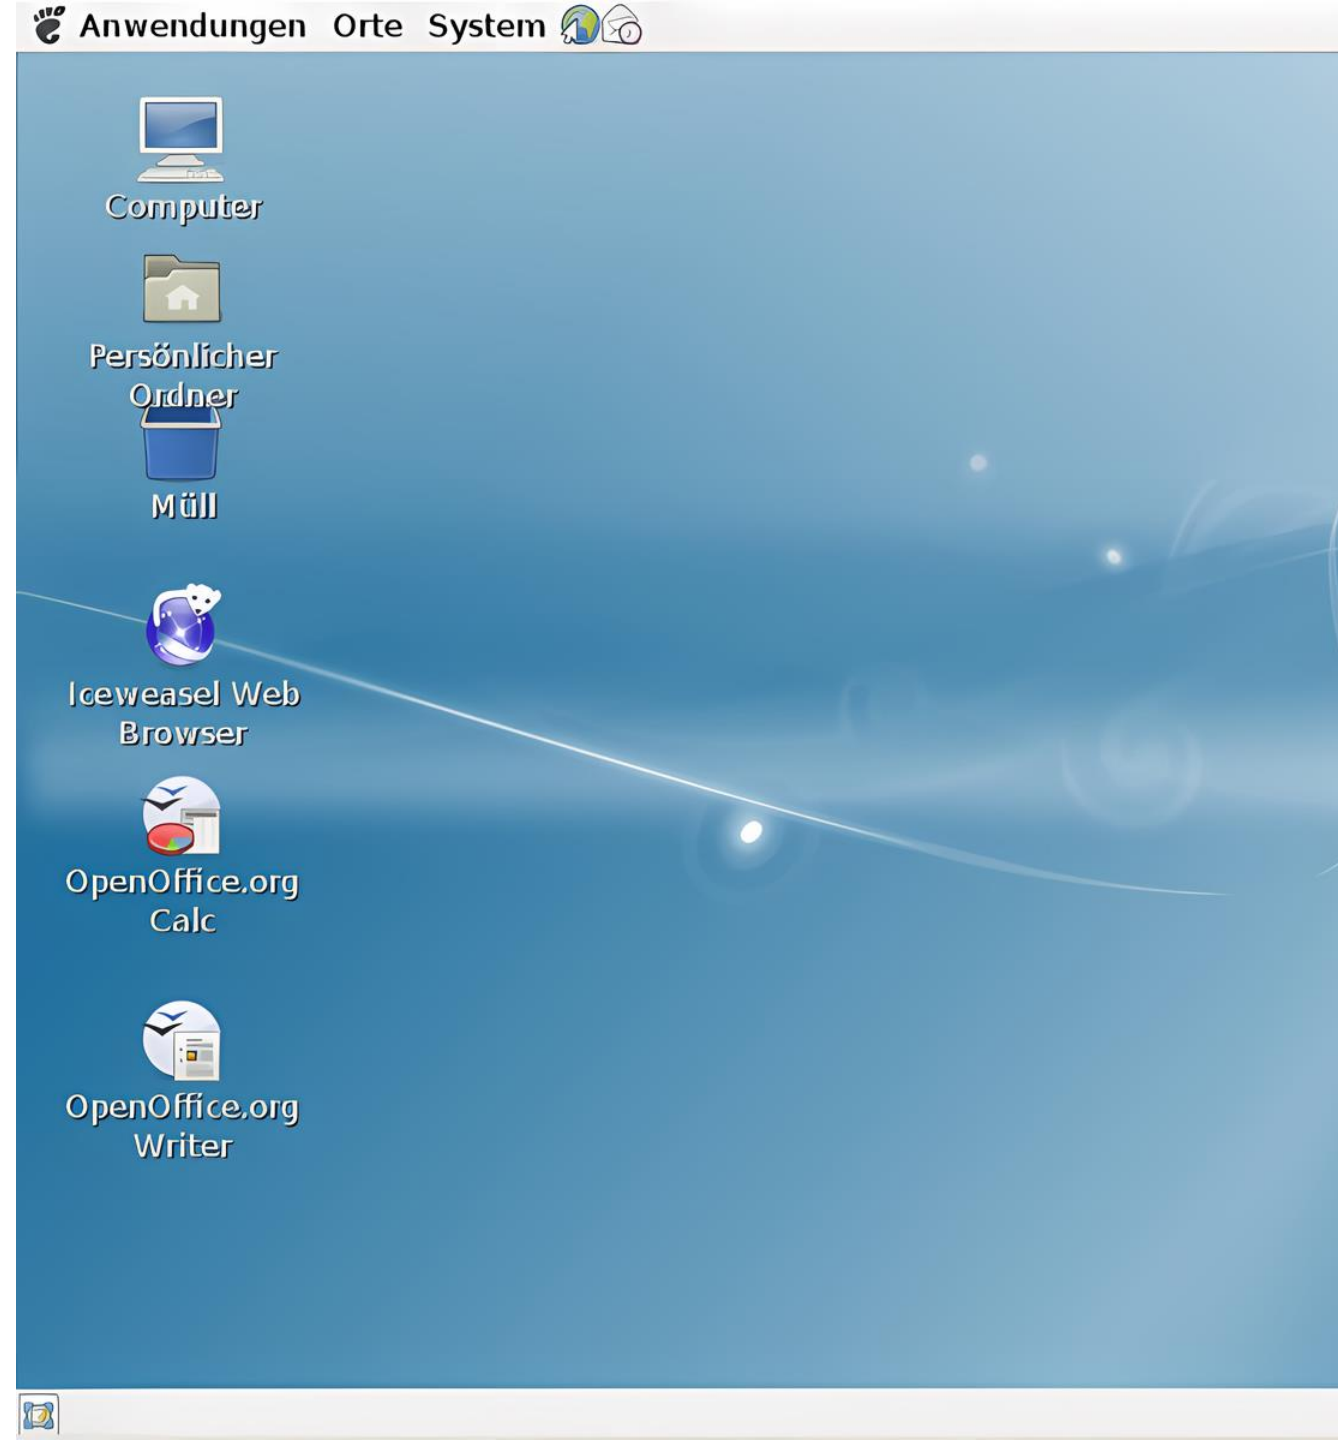 Anwendungen Orte System
Computer
Persönlicher
Ordner
Müll
Iceweasel Web
Browser
OpenOffice.org
Calc
OpenOffice.org
Writer